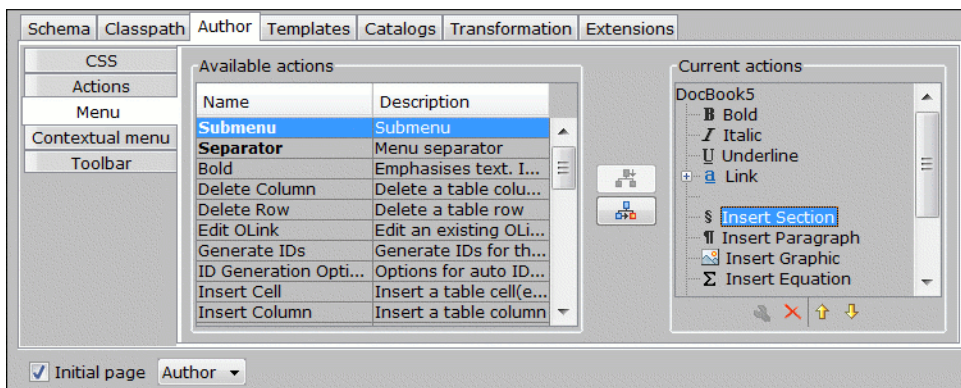 Schema Classpath Author Templates Catalogs Transformation Extensions
CSS
Actions
Menu
Contextual menu
Toolbar
Available actions
Name Description
Submenu Submenu
Separator Menu separator
Bold Emphasises text. I...
Delete Column Delete a table colu...
Delete Row Delete a table row
Edit OLink Edit an existing OLi...
Generate IDs Generate IDs for th...
ID Generation Opti... Options for auto ID...
Insert Cell Insert a table cell(e...
Insert Column Insert a table column
Current actions
DocBook5
B Bold
I Italic
U Underline
a Link
§ Insert Section
¶ Insert Paragraph
Insert Graphic
Σ Insert Equation
Initial page Author